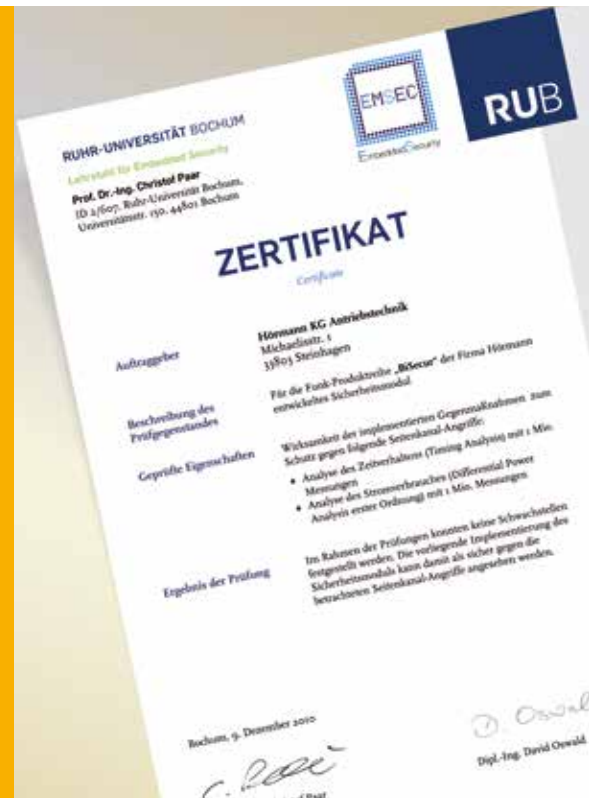 RUHR-UNIVERSITÄT BOCHUM
Lehrstuhl für Embedded Security
Prof. Dr.-Ing. Christof Paar
ID 2/607, Ruhr-Universität Bochum,
Universitätsstr. 150, 44801 Bochum
EMSEC
EmbeddedSecurity
RUB
ZERTIFIKAT
Certificate
Auftraggeber
Hörmann KG Antriebstechnik
Michaelisstr. 1
33803 Steinhagen
Beschreibung des
Prüfgegenstandes
Für die Funk-Produktreihe „BiSecur" der Firma Hörmann
entwickeltes Sicherheitsmodul
Geprüfte Eigenschaften
Wirksamkeit des implementierten Gegenmaßnahmen zum
Schutz gegen folgende Seitenkanal-Angriffe:
• Analyse des Zeitverhaltens (Timing Analysis) mit 1 Mio.
Messungen
• Analyse des Stromverbrauches (Differential Power
Analysis erster Ordnung) mit 1 Mio. Messungen
Ergebnis der Prüfung
Im Rahmen der Prüfungen konnten keine Schwachstellen
festgestellt werden. Die vorliegende Implementierung des
Sicherheitsmoduls kann damit als sicher gegen die
betrachteten Seitenkanal-Angriffe angesehen werden.
Bochum, 9. Dezember 2010
D. Oswald
Dipl.-Ing. David Oswald
Paar